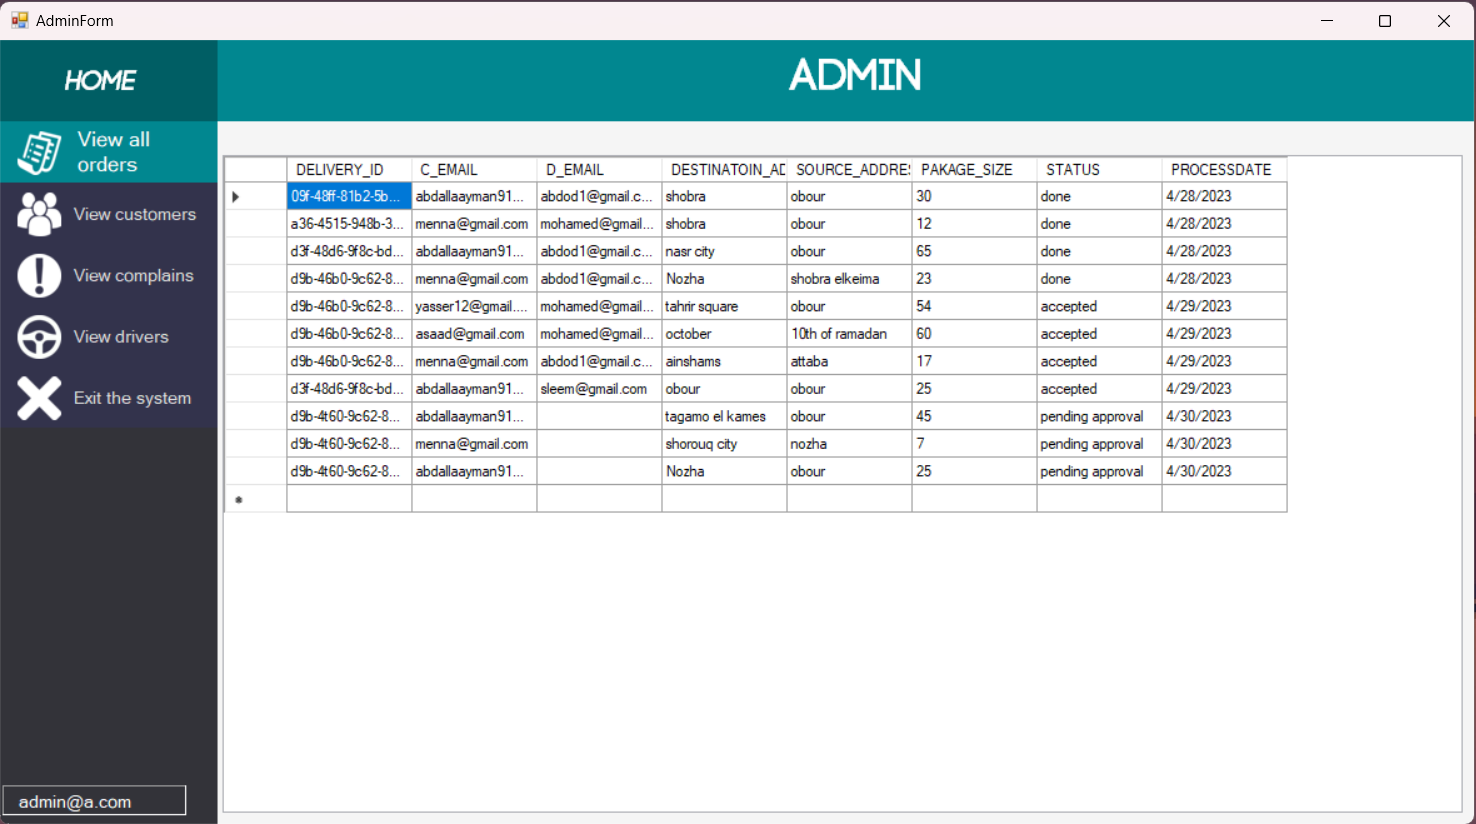 AdminForm
HOME
ADMIN
View all
orders
View customers
View complains
View drivers
Exit the system
admin@a.com
DELIVERY_ID C_EMAIL D_EMAIL DESTINATOIN_AD SOURCE_ADDRES PAKAGE_SIZE STATUS PROCESSDATE
09f-48ff-81b2-5b... abdallaayman91... abdod1@gmail.c... shobra obour 30 done 4/28/2023
a36-4515-948b-3... menna@gmail.com mohamed@gmail... shobra obour 12 done 4/28/2023
d3f-48d6-9f8c-bd... abdallaayman91... abdod1@gmail.c... nasr city obour 65 done 4/28/2023
d9b-46b0-9c62-8... menna@gmail.com abdod1@gmail.c... Nozha shobra elkeima 23 done 4/28/2023
d9b-46b0-9c62-8... yasser12@gmail.... mohamed@gmail... tahrir square obour 54 accepted 4/29/2023
d9b-46b0-9c62-8... asaad@gmail.com mohamed@gmail... october 10th of ramadan 60 accepted 4/29/2023
d9b-46b0-9c62-8... menna@gmail.com abdod1@gmail.c... ainshams attaba 17 accepted 4/29/2023
d3f-48d6-9f8c-bd... abdallaayman91... sleem@gmail.com obour obour 25 accepted 4/29/2023
d9b-4t60-9c62-8... abdallaayman91... tagamo el kames obour 45 pending approval 4/30/2023
d9b-4t60-9c62-8... menna@gmail.com shorouq city nozha 7 pending approval 4/30/2023
d9b-4t60-9c62-8... abdallaayman91... Nozha obour 25 pending approval 4/30/2023